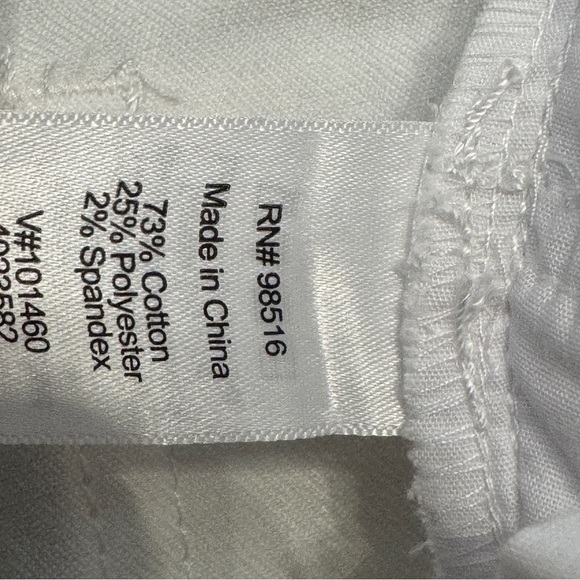 RN# 98516
Made in China
73% Cotton
25% Polyester
2% Spandex
V#101460